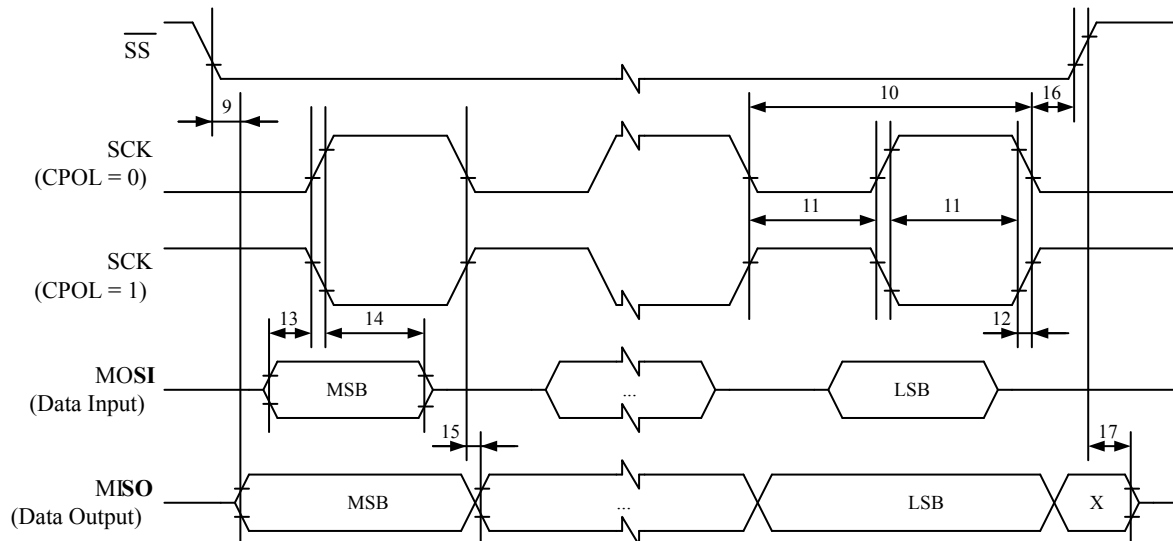 SS
10
16
9
SCK
(CPOL = 0)
11
11
SCK
(CPOL = 1)
13
14
12
MOSI
(Data Input)
MSB
...
LSB
15
17
MISO
(Data Output)
MSB
...
LSB
X